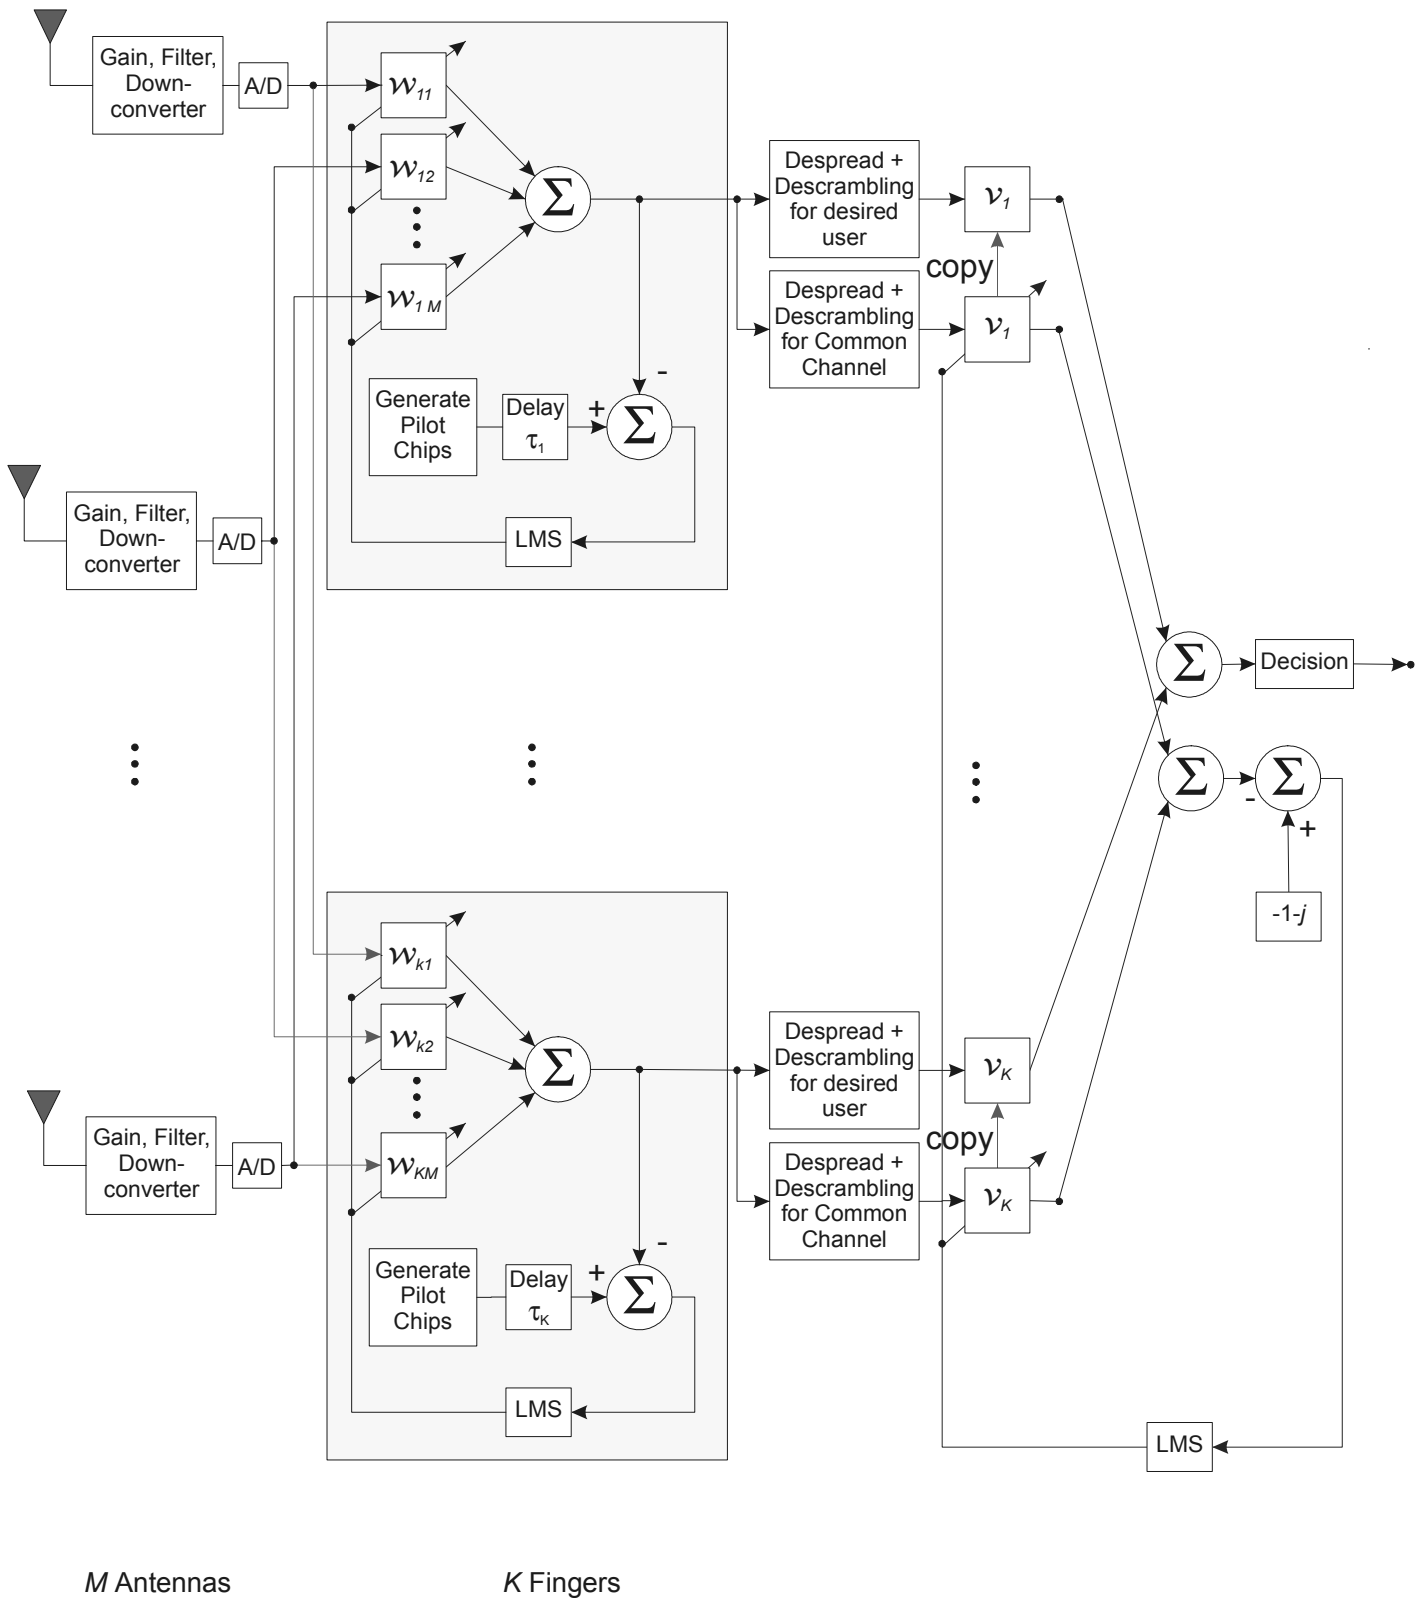 Gain, Filter,
Down-
converter
A/D
w11
w12
w1 M
Σ
Generate
Pilot
Chips
Delay
τ1
+
-
Σ
LMS
Despread +
Descrambling
for desired
user
v1
copy
Despread +
Descrambling
for Common
Channel
v1
Gain, Filter,
Down-
converter
A/D
Σ
Decision
Σ
-
Σ
+
-1-j
Gain, Filter,
Down-
converter
A/D
wk1
wk2
wKM
Σ
Generate
Pilot
Chips
Delay
τK
+
-
Σ
LMS
Despread +
Descrambling
for desired
user
vK
copy
Despread +
Descrambling
for Common
Channel
vK
LMS
M Antennas
K Fingers